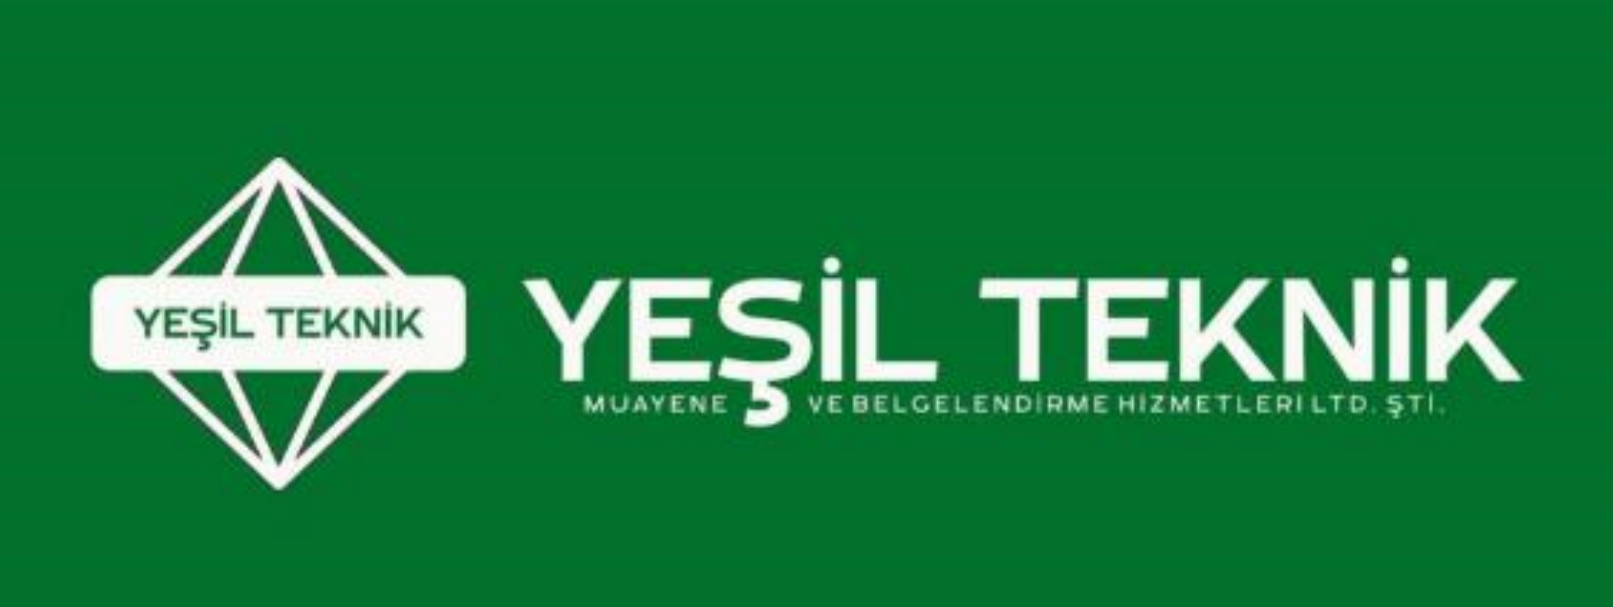 YEŞİL TEKNİK
YEŞİL TEKNİK
MUAYENE VE BELGELENDİRME HİZMETLERİ LTD. ŞTİ.